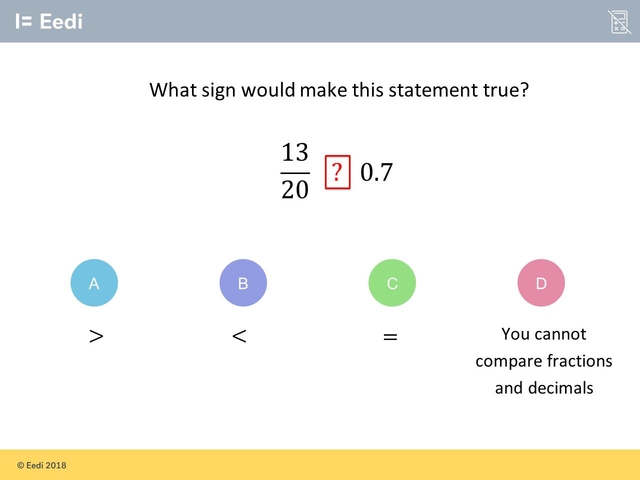 Eedi
What sign would make this statement true?
13
20
? 0.7
A
B
C
D
>
<
=
You cannot
compare fractions
and decimals
© Eedi 2018